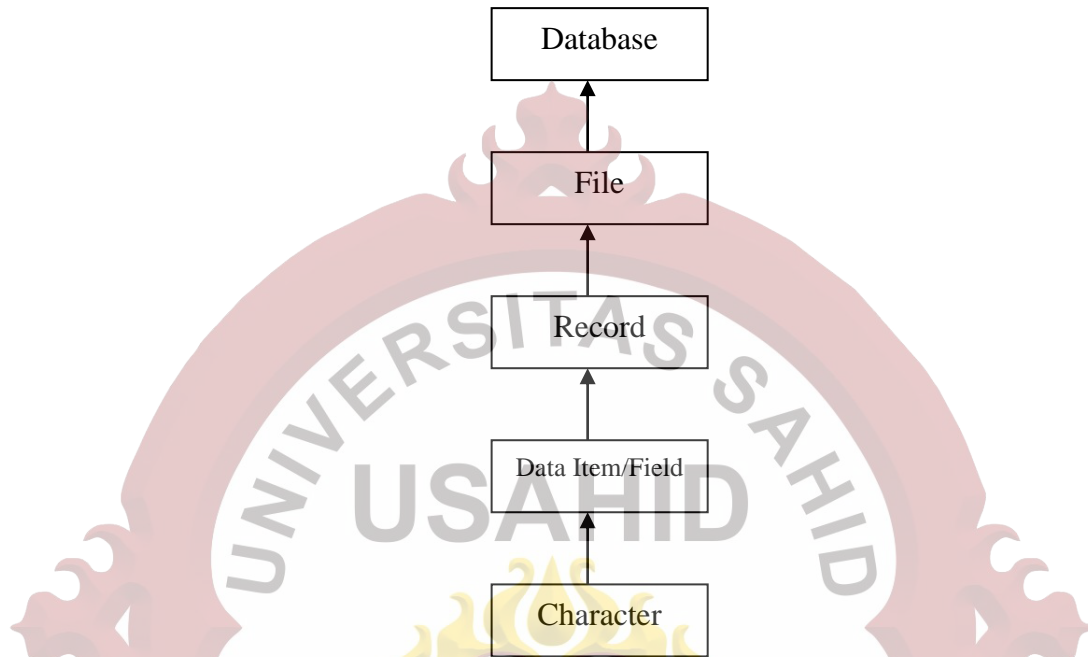 Database
File
Record
Data Item/Field
Character
UNIVERSITAS SAHID
USAHID